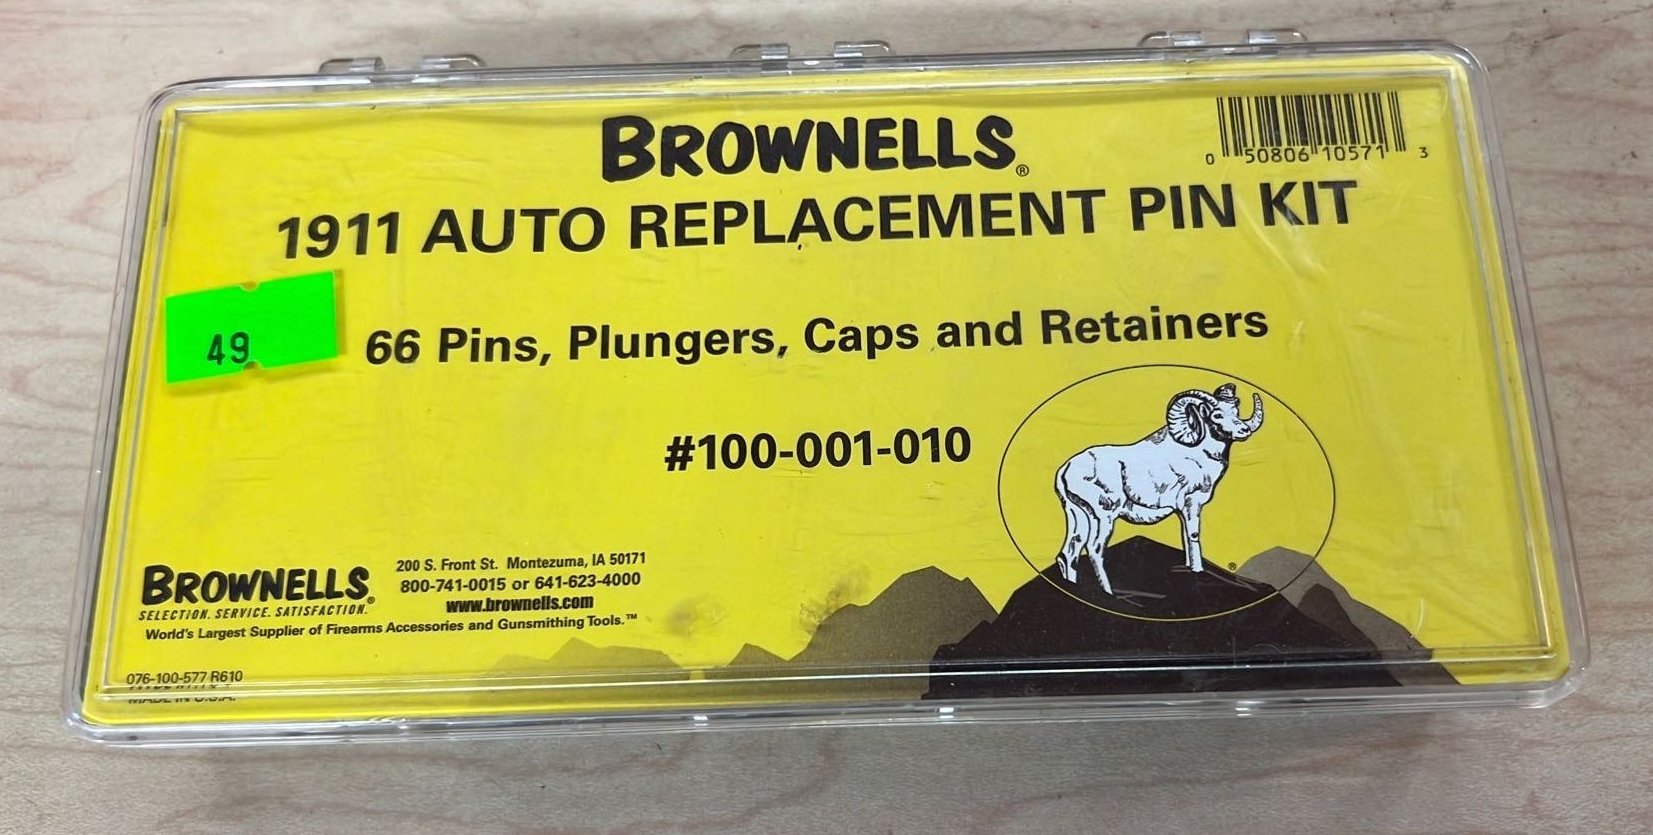 BROWNELLS®
0 50806 10571 3
1911 AUTO REPLACEMENT PIN KIT
49
66 Pins, Plungers, Caps and Retainers
#100-001-010
®
BROWNELLS®
SELECTION. SERVICE. SATISFACTION.
200 S. Front St. Montezuma, IA 50171
800-741-0015 or 641-623-4000
www.brownells.com
World's Largest Supplier of Firearms Accessories and Gunsmithing Tools.™
076-100-577 R610
MADE IN U.S.A.